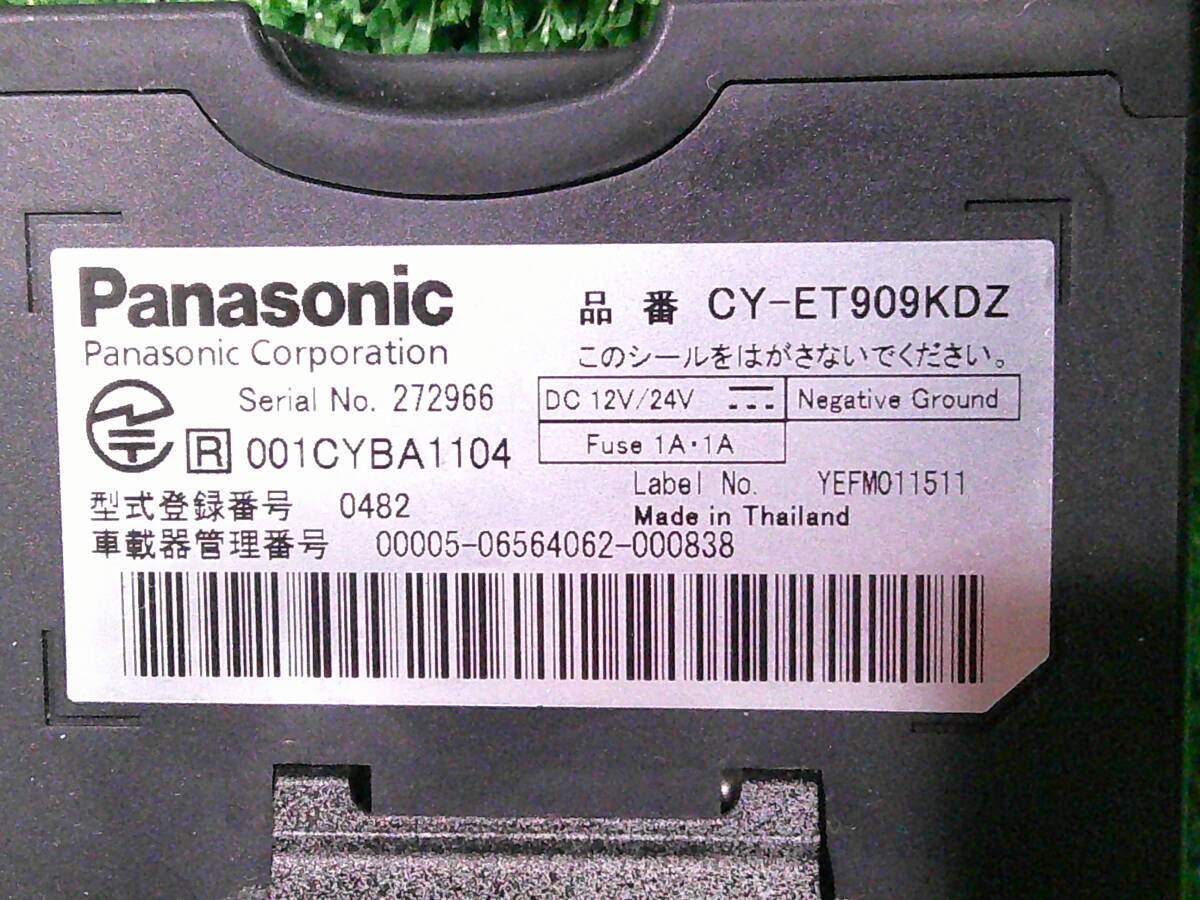 Panasonic
Panasonic Corporation
品番 CY-ET909KDZ
このシールをはがさないでください。
Serial No. 272966
DC 12V/24V
Negative Ground
R 001CYBA1104
Fuse 1A・1A
Label No. YEFM011511
型式登録番号 0482
Made in Thailand
車載器管理番号 00005-06564062-000838